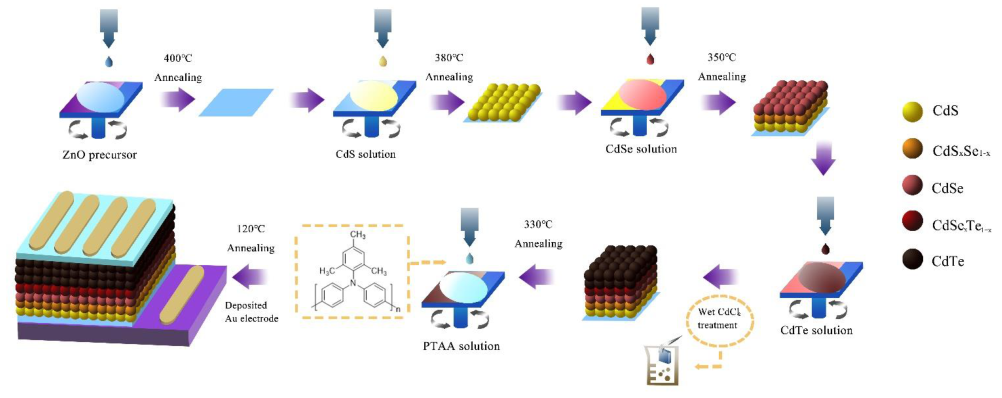 400℃
Annealing
ZnO precursor
CdS solution
380℃
Annealing
CdSe solution
350℃
Annealing
CdS
CdSxSe1-x
CdSe
CdSexTe1-x
CdTe
120℃
Annealing
Deposited
Au electrode
CH3
H3C
CH3
N
n
PTAA solution
330℃
Annealing
Wet CdCl2
treatment
CdTe solution